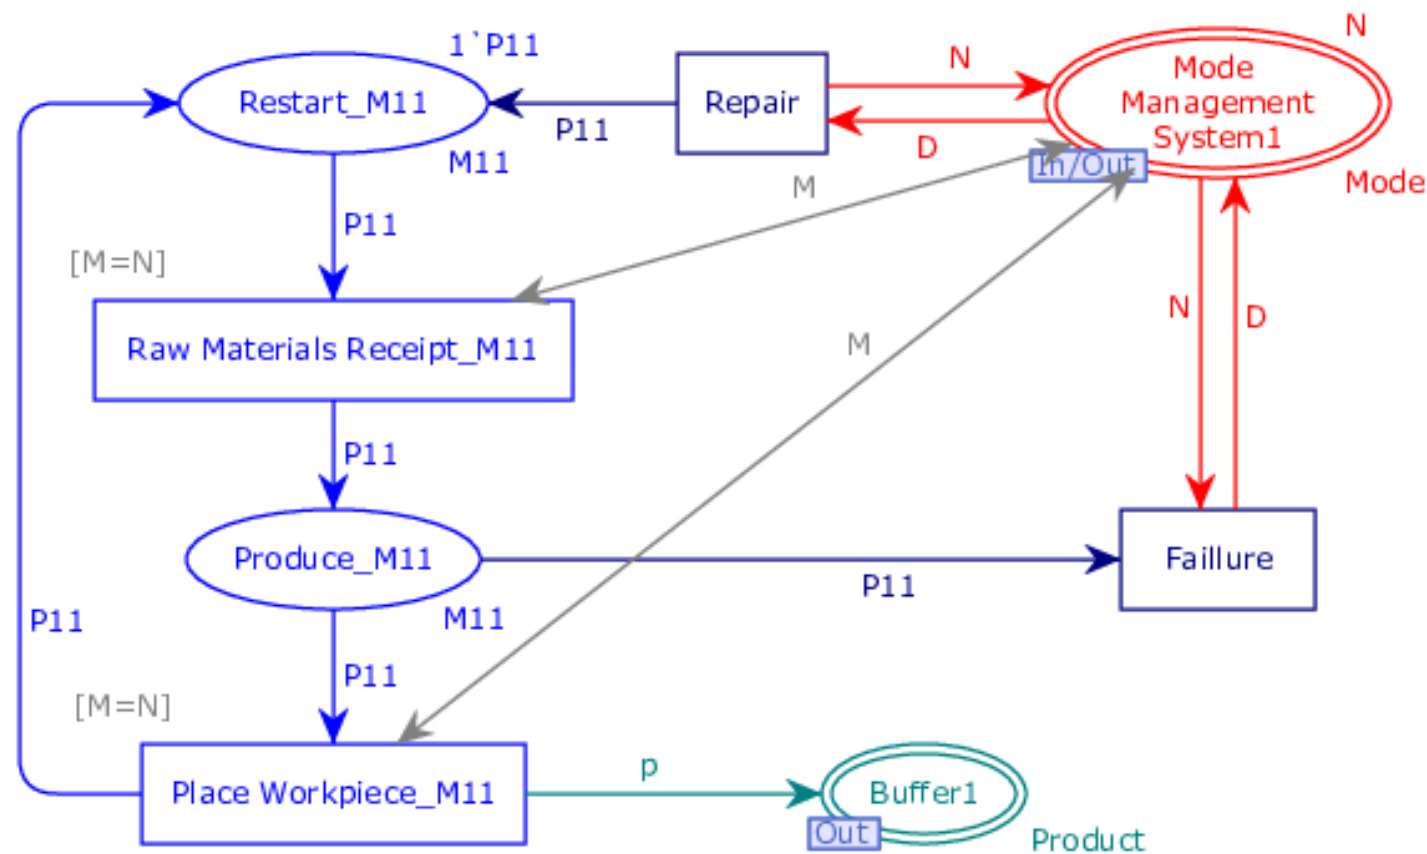 N
1`P11
Restart_M11
Repair
N
Mode
Management
System1
P11
D
In/Out
M11
M
Mode
P11
[M=N]
N
D
Raw Materials Receipt_M11
M
P11
Produce_M11
Faillure
P11
M11
P11
P11
[M=N]
p
Place Workpiece_M11
Buffer1
Out
Product